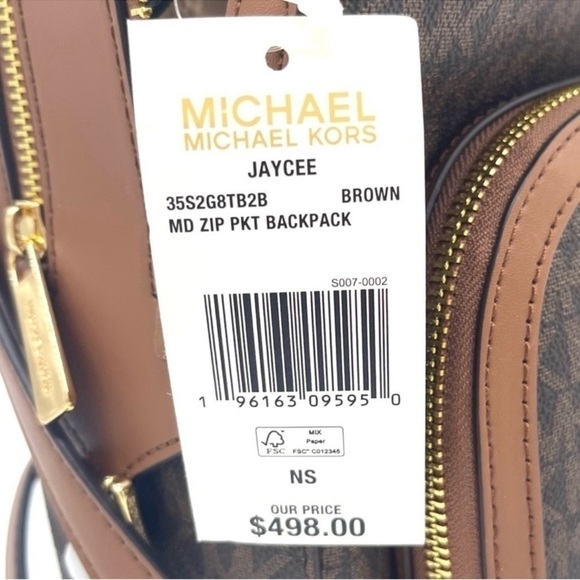 MICHAEL
MICHAEL KORS
JAYCEE
35S2G8TB2B BROWN
MD ZIP PKT BACKPACK
S007-0002
1 96163 09595 0
FSC
MIX
Paper
FSC® C012345
NS
OUR PRICE
$498.00